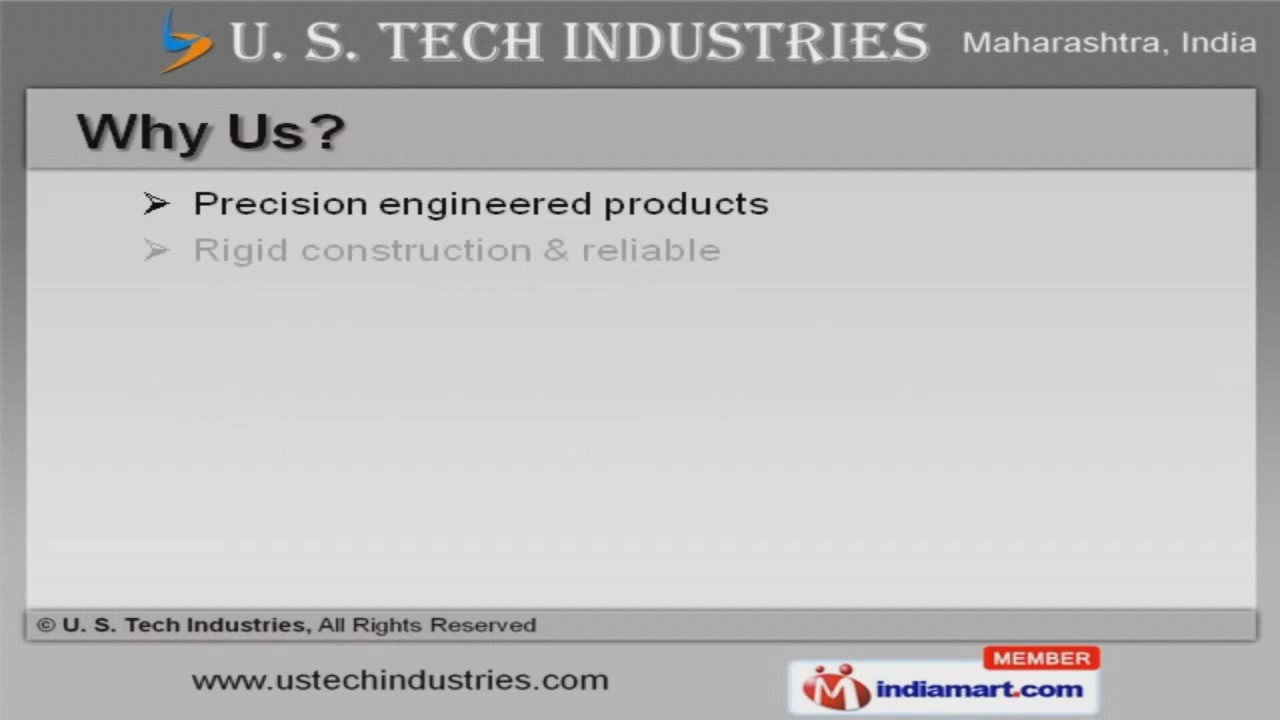 U. S. TECH INDUSTRIES Maharashtra, India
Why Us?
➢ Precision engineered products
➢ Rigid construction & reliable
© U. S. Tech Industries, All Rights Reserved
MEMBER
www.ustechindustries.com indiamart.com